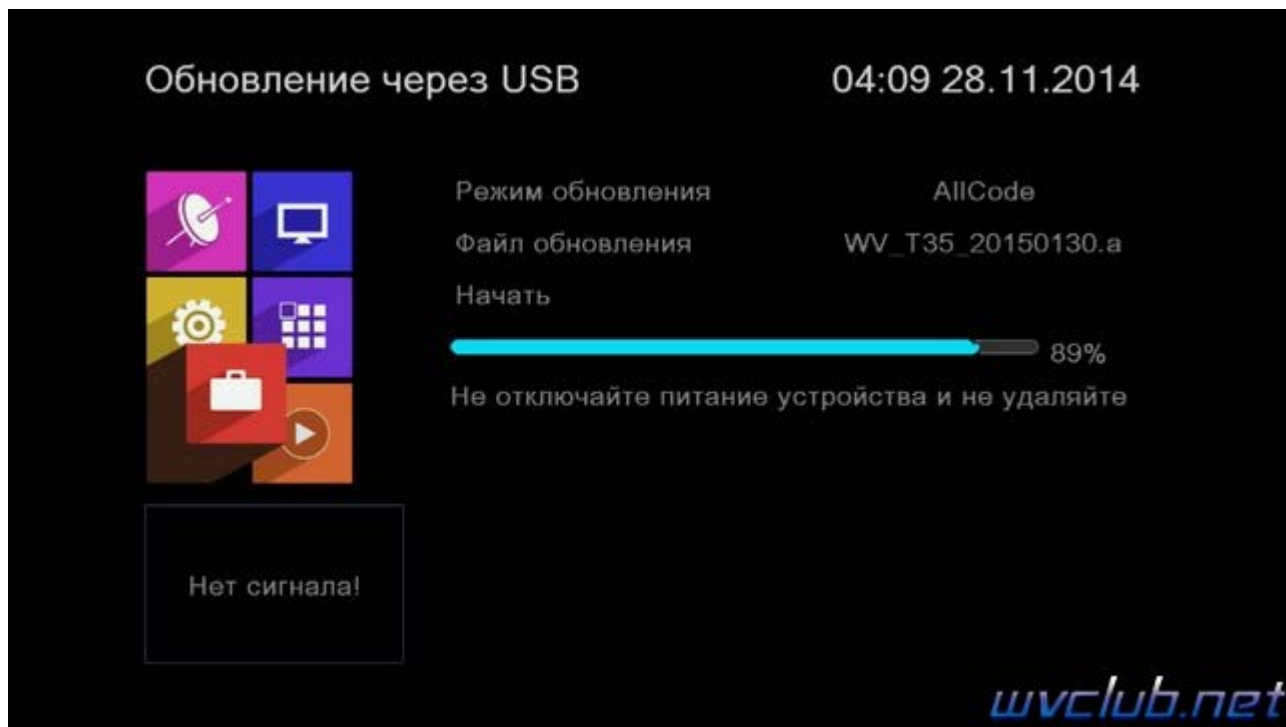 Обновление через USB 04:09 28.11.2014
Режим обновления AllCode
Файл обновления WV_T35_20150130.a
Начать
89%
Не отключайте питание устройства и не удаляйте
Нет сигнала!
wvclub.net